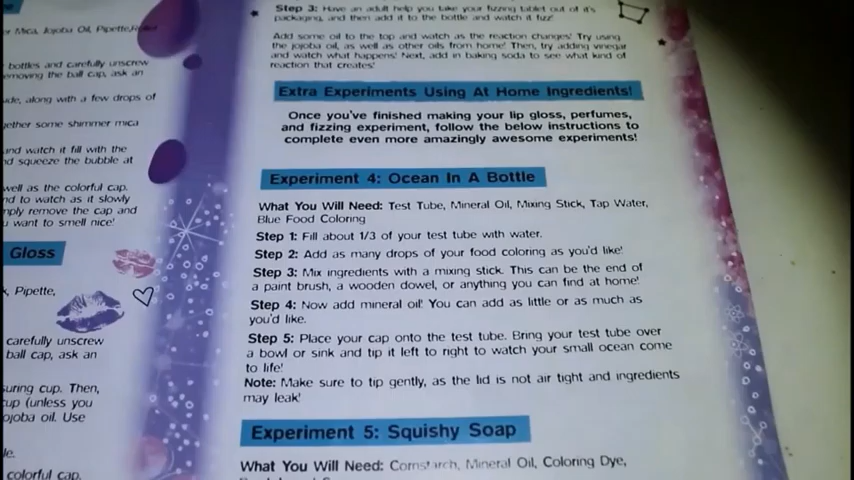 er Mica, Jojoba Oil, Pipette,
bottles and carefully unscrew
emoving the ball cap, ask an
ide, along with a few drops of
gether some shimmer mica
and watch it fill with the
nd squeeze the bubble at
well as the colorful cap.
nd to watch as it slowly
mply remove the cap and
u want to smell nice!
Gloss
k, Pipette,
carefully unscrew
ball cap, ask an
suring cup. Then,
cup (unless you
ojoba oil. Use
le.
colorful cap.
Step 3: Have an adult help you take your fizzing tablet out of it's
packaging, and then add it to the bottle and watch it fizz!
Add some oil to the top and watch as the reaction changes! Try using
the jojoba oil, as well as other oils from home! Then, try adding vinegar
and watch what happens! Next, add in baking soda to see what kind of
reaction that creates!
Extra Experiments Using At Home Ingredients!
Once you've finished making your lip gloss, perfumes,
and fizzing experiment, follow the below instructions to
complete even more amazingly awesome experiments!
Experiment 4: Ocean In A Bottle
What You Will Need: Test Tube, Mineral Oil, Mixing Stick, Tap Water,
Blue Food Coloring
Step 1: Fill about 1/3 of your test tube with water.
Step 2: Add as many drops of your food coloring as you'd like!
Step 3: Mix ingredients with a mixing stick. This can be the end of
a paint brush, a wooden dowel, or anything you can find at home!
Step 4: Now add mineral oil! You can add as little or as much as
you'd like.
Step 5: Place your cap onto the test tube. Bring your test tube over
a bowl or sink and tip it left to right to watch your small ocean come
to life!
Note: Make sure to tip gently, as the lid is not air tight and ingredients
may leak!
Experiment 5: Squishy Soap
What You Will Need: Cornstarch, Mineral Oil, Coloring Dye,